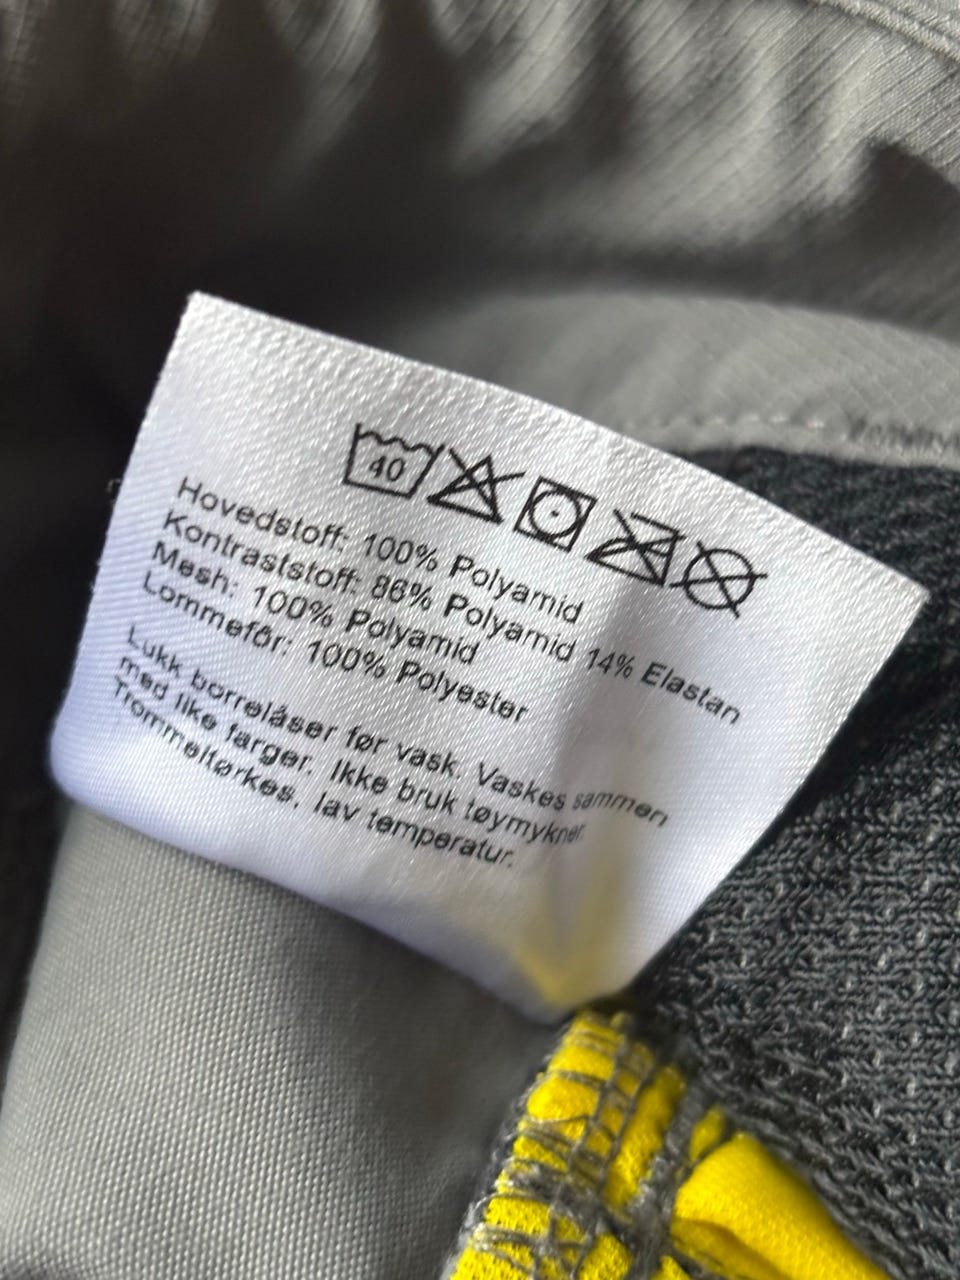 40
Hovedstoff: 100% Polyamid
Kontraststoff: 86% Polyamid 14% Elastan
Mesh: 100% Polyamid
Lommefôr: 100% Polyester
Lukk borrelåser før vask. Vaskes sammen
med like farger. Ikke bruk tøymykner
Trommeltørkes, lav temperatur.